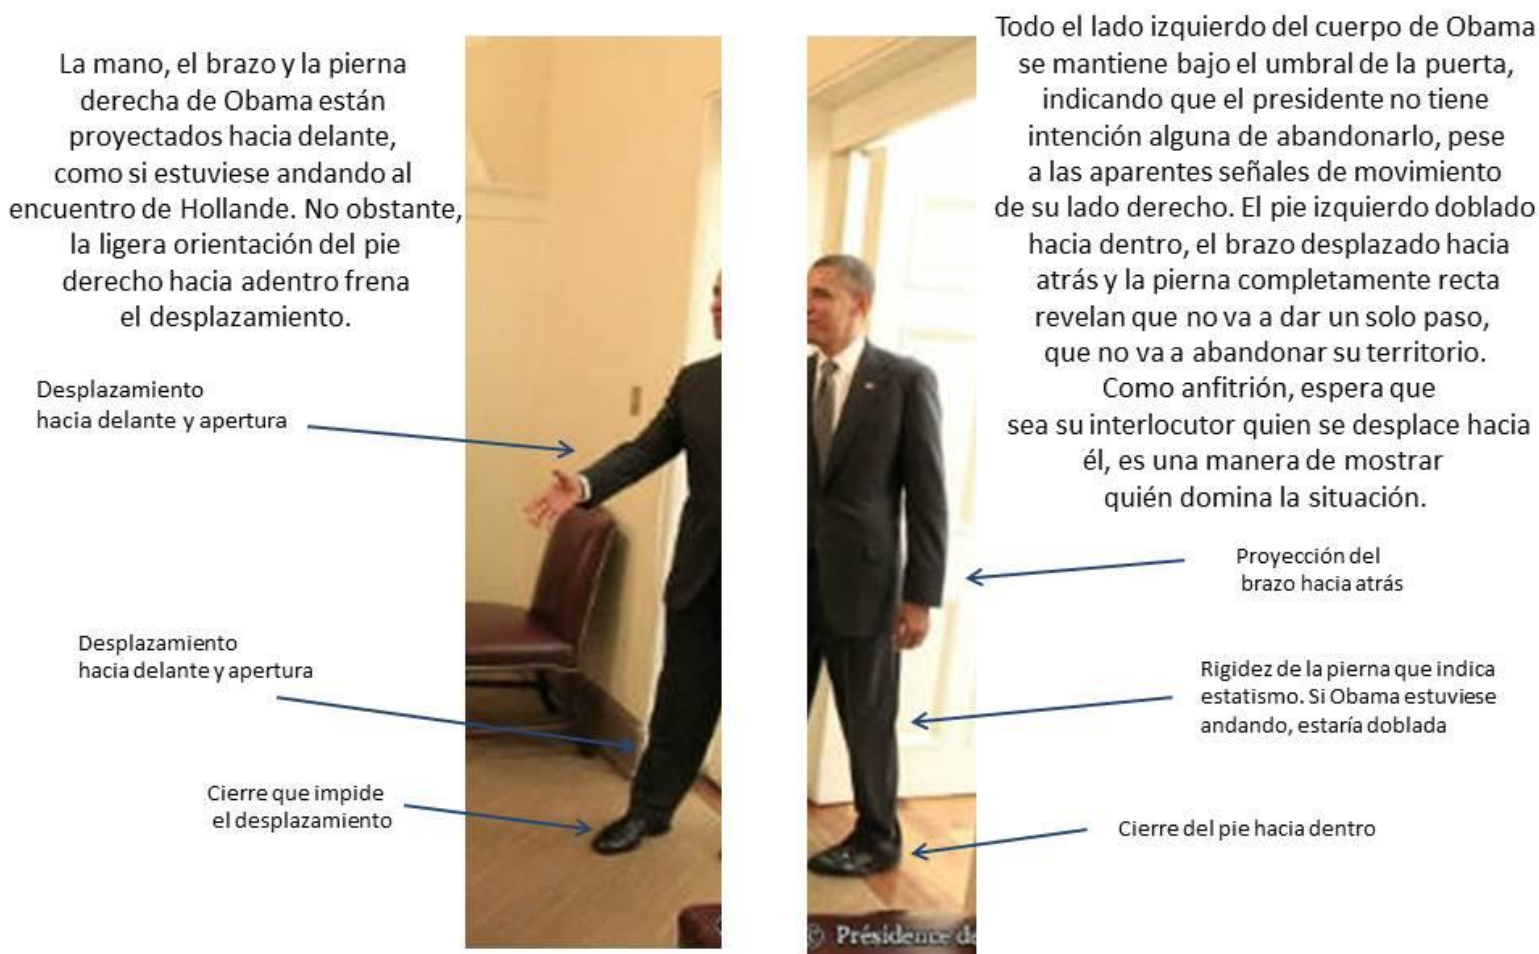 La mano, el brazo y la pierna
derecha de Obama están
proyectados hacia delante,
como si estuviese andando al
encuentro de Hollande. No obstante,
la ligera orientación del pie
derecho hacia adentro frena
el desplazamiento.
Desplazamiento
hacia delante y apertura
Desplazamiento
hacia delante y apertura
Cierre que impide
el desplazamiento
Todo el lado izquierdo del cuerpo de Obama
se mantiene bajo el umbral de la puerta,
indicando que el presidente no tiene
intención alguna de abandonarlo, pese
a las aparentes señales de movimiento
de su lado derecho. El pie izquierdo doblado
hacia dentro, el brazo desplazado hacia
atrás y la pierna completamente recta
revelan que no va a dar un solo paso,
que no va a abandonar su territorio.
Como anfitrión, espera que
sea su interlocutor quien se desplace hacia
él, es una manera de mostrar
quién domina la situación.
Proyección del
brazo hacia atrás
Rigidez de la pierna que indica
estatismo. Si Obama estuviese
andando, estaría doblada
Cierre del pie hacia dentro
© Présidence de